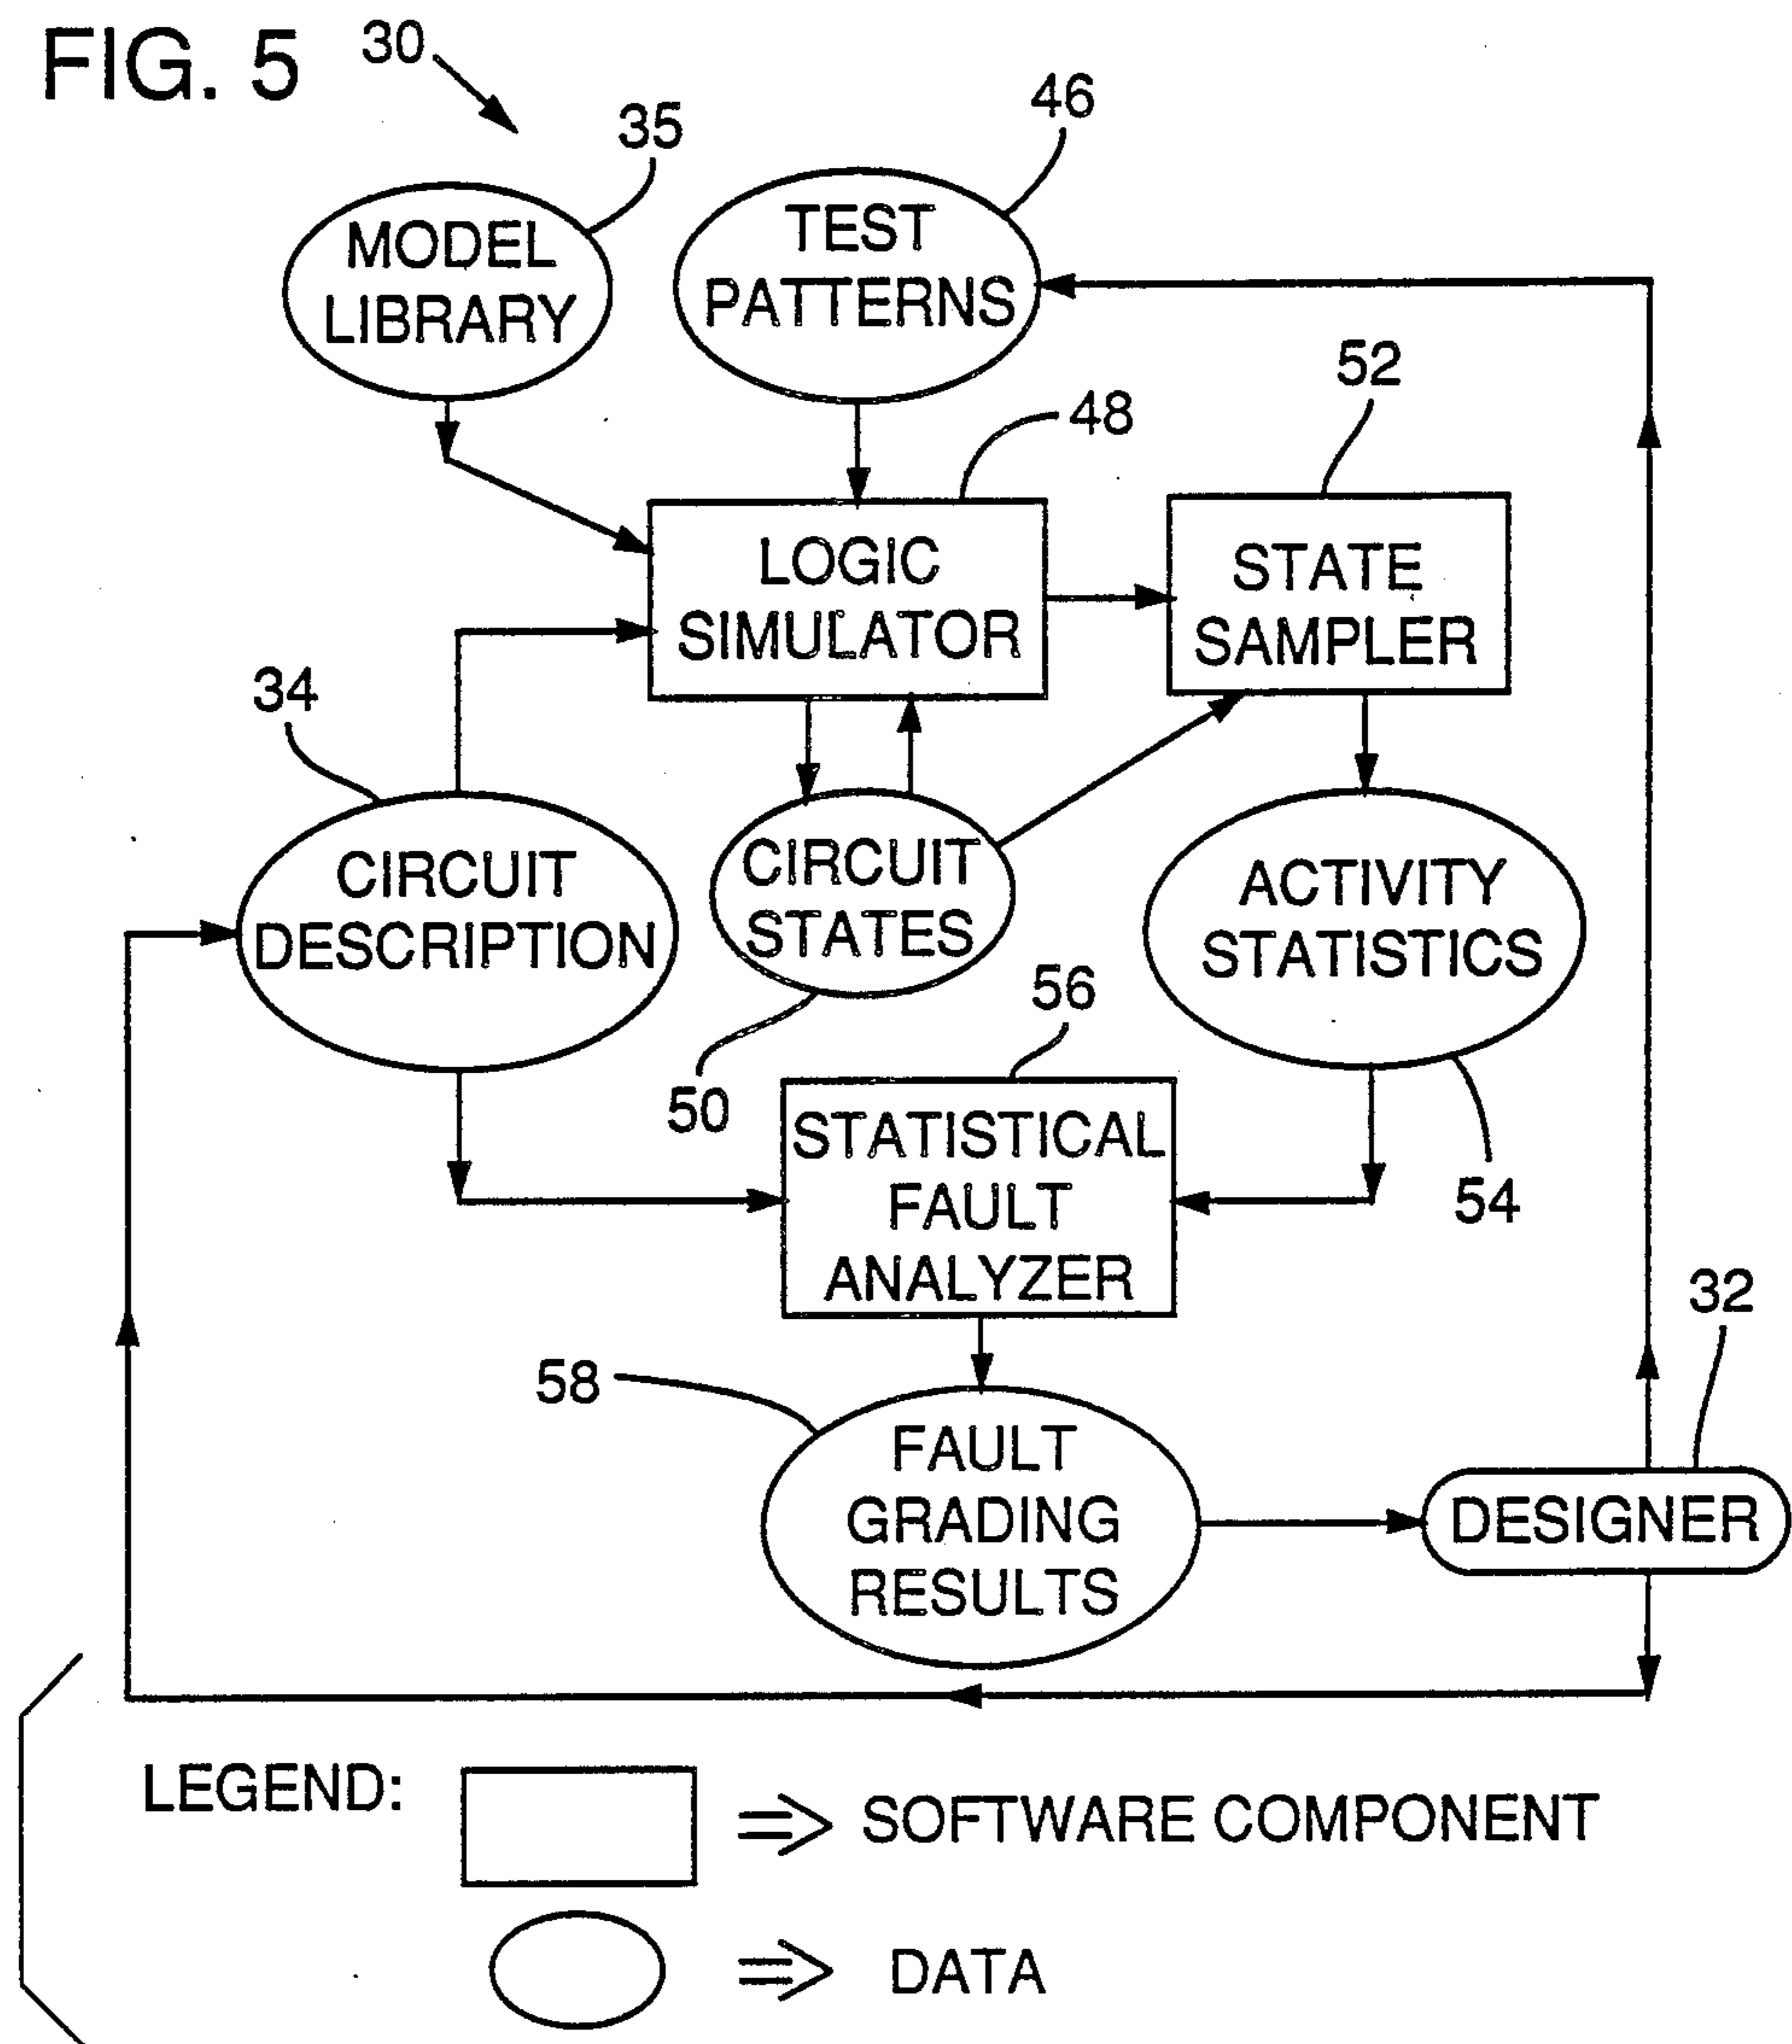 FIG. 5
30
35
46
MODEL
LIBRARY
TEST
PATTERNS
52
48
LOGIC
SIMULATOR
STATE
SAMPLER
34
CIRCUIT
DESCRIPTION
CIRCUIT
STATES
ACTIVITY
STATISTICS
56
50
54
STATISTICAL
FAULT
ANALYZER
32
58
FAULT
GRADING
RESULTS
DESIGNER
LEGEND:
⇒ SOFTWARE COMPONENT
⇒ DATA